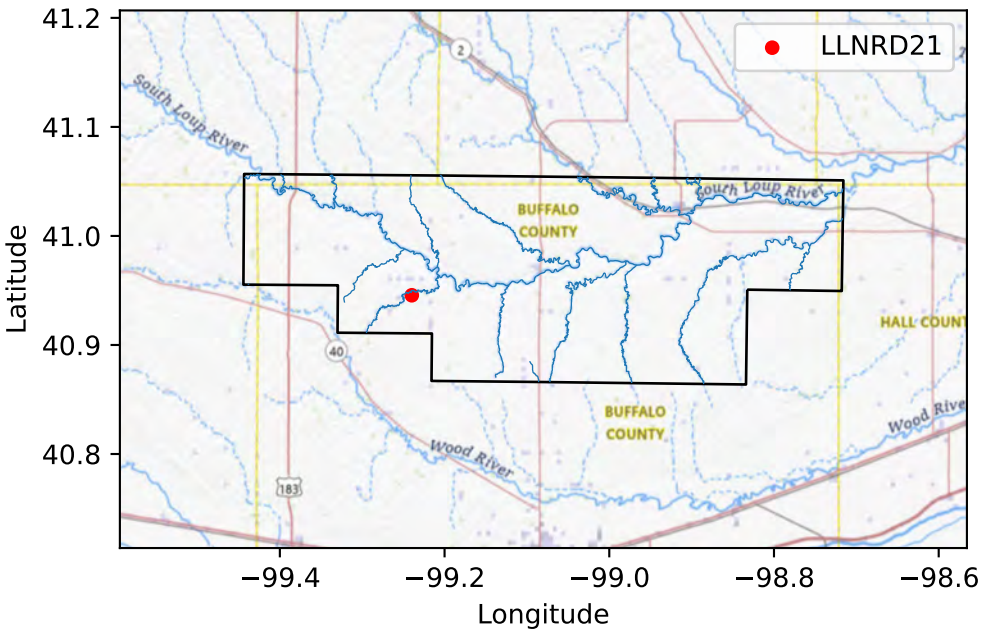 41.2
41.1
41.0
40.9
40.8
Latitude
LLNRD21
2
South Loup River
South Loup River
BUFFALO
COUNTY
HALL COUNT
40
BUFFALO
COUNTY
Wood River
Wood Rive
183
−99.4
−99.2
−99.0
−98.8
−98.6
Longitude